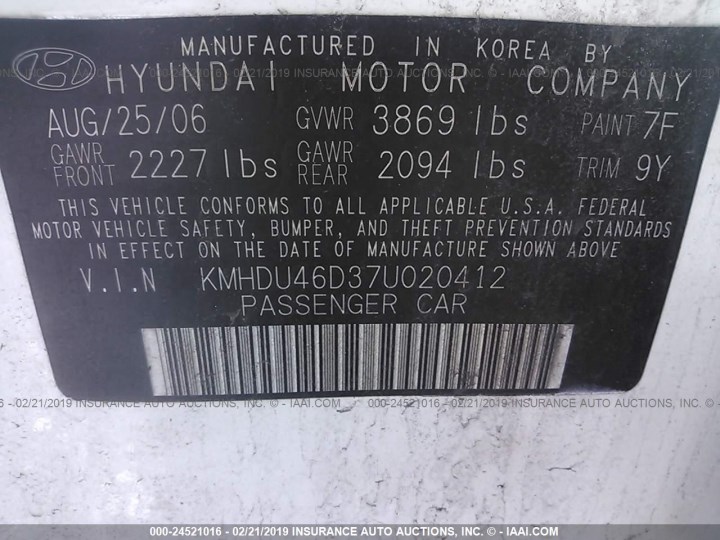 MANUFACTURED IN KOREA BY
HYUNDAI MOTOR COMPANY
AUG/25/06 GVWR 3869 lbs PAINT 7F
GAWR FRONT 2227 lbs GAWR REAR 2094 lbs TRIM 9Y
THIS VEHICLE CONFORMS TO ALL APPLICABLE U.S.A. FEDERAL
MOTOR VEHICLE SAFETY, BUMPER, AND THEFT PREVENTION STANDARDS
IN EFFECT ON THE DATE OF MANUFACTURE SHOWN ABOVE
V.I.N KMHDU46D37U020412
PASSENGER CAR
000-24521016 - 02/21/2019 INSURANCE AUTO AUCTIONS, INC. © - IAAI.COM